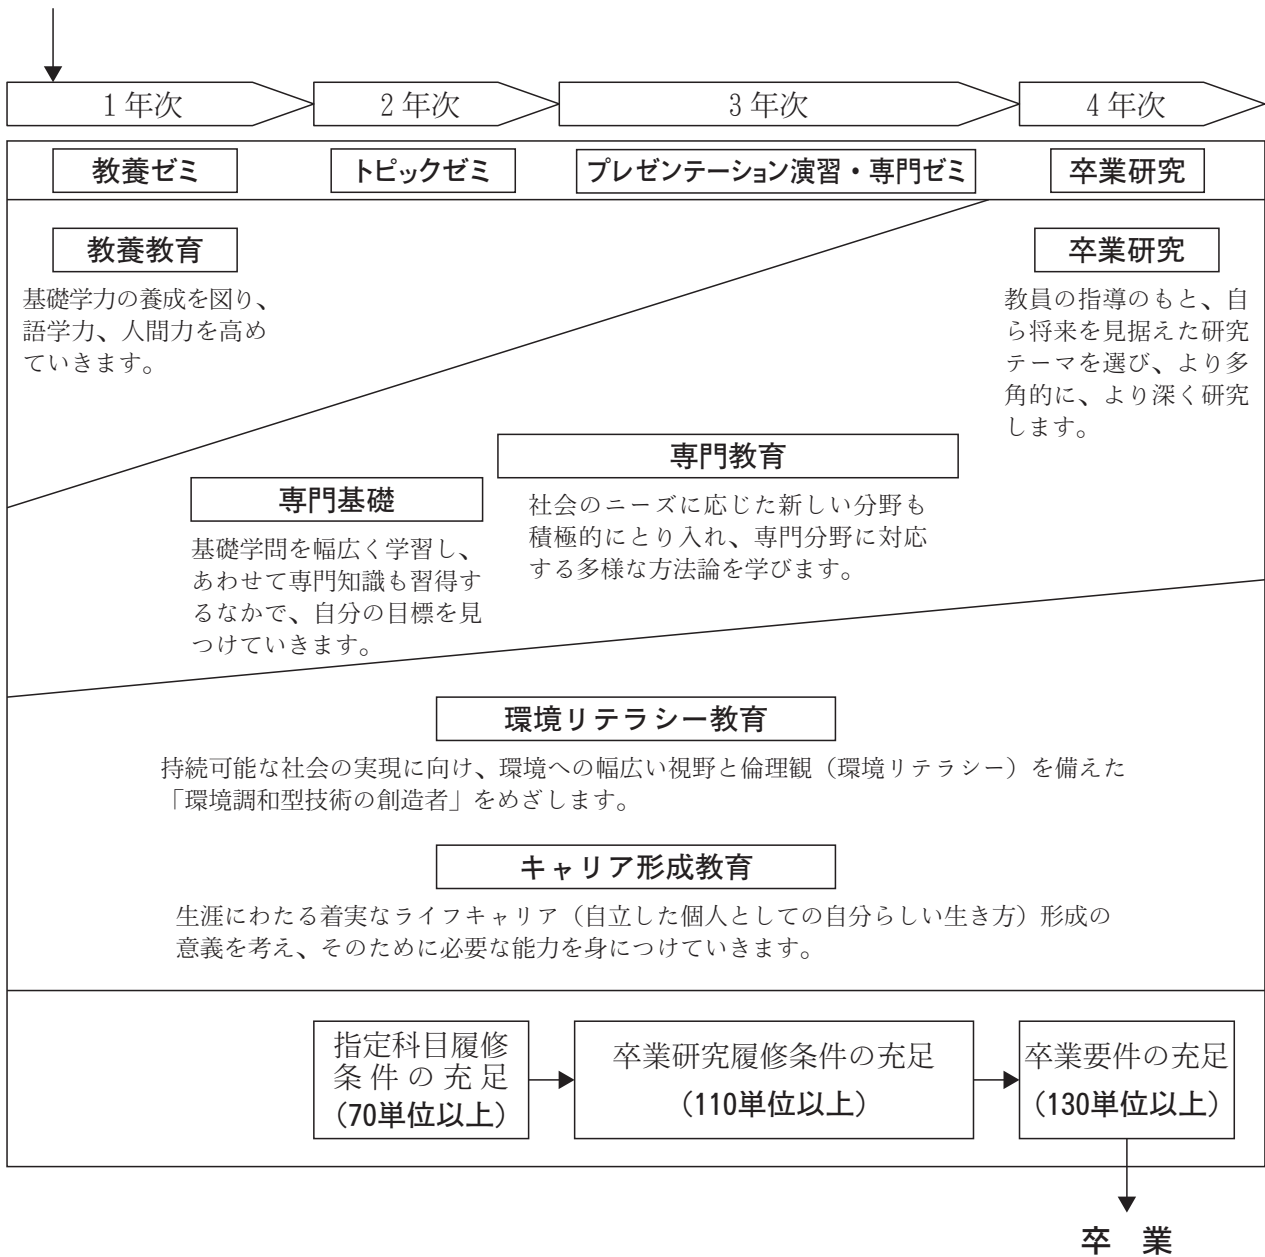 1年次
2年次
3年次
4年次
教養ゼミ
トピックゼミ
プレゼンテーション演習・専門ゼミ
卒業研究
教養教育
基礎学力の養成を図り、
語学力、人間力を高め
ていきます。
卒業研究
教員の指導のもと、自
ら将来を見据えた研究
テーマを選び、より多
角的に、より深く研究
します。
専門基礎
基礎学問を幅広く学習し、
あわせて専門知識も習得す
るなかで、自分の目標を見
つけていきます。
専門教育
社会のニーズに応じた新しい分野も
積極的にとり入れ、専門分野に対応
する多様な方法論を学びます。
環境リテラシー教育
持続可能な社会の実現に向け、環境への幅広い視野と倫理観（環境リテラシー）を備えた
「環境調和型技術の創造者」をめざします。
キャリア形成教育
生涯にわたる着実なライフキャリア（自立した個人としての自分らしい生き方）形成の
意義を考え、そのために必要な能力を身につけていきます。
指定科目履修
条件の充足
（70単位以上）
卒業研究履修条件の充足
（110単位以上）
卒業要件の充足
（130単位以上）
卒　業